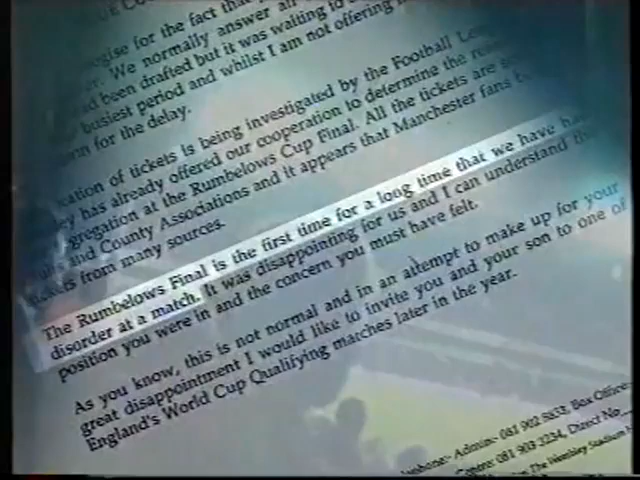 for the fact that
We normally answer all
had been drafted but it was waiting to
busiest period and whilst I am not offering
for the delay.
of tickets is being investigated by the Football
has already offered our cooperation to determine the
at the Rumbelows Cup Final. All the tickets are
and County Associations and it appears that Manchester fans
tickets from many sources.
The Rumbelows Final is the first time for a long time that we have
disorder at a match. It was disappointing for us and I can understand
position you were in and the concern you must have felt.
As you know, this is not normal and in an attempt to make up for your
great disappointment I would like to invite you and your son to one of
England's World Cup Qualifying matches later in the year.
Admin:- 081 902 8833, Box Office:
081 903 2234, Direct No
The Wembley Stadium